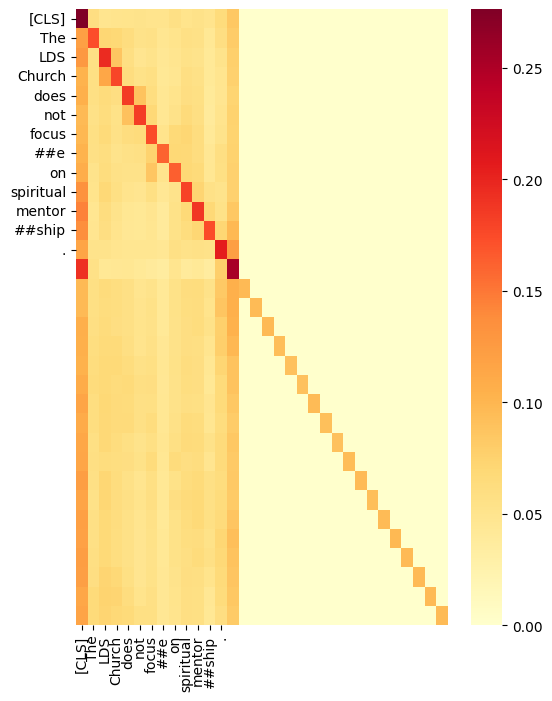 [CLS]
The
LDS
Church
does
not
focus
##e
on
spiritual
mentor
##ship
.
[CLS]
The
LDS
Church
does
not
focus
##e
on
spiritual
mentor
##ship
.
0.25
0.20
0.15
0.10
0.05
0.00